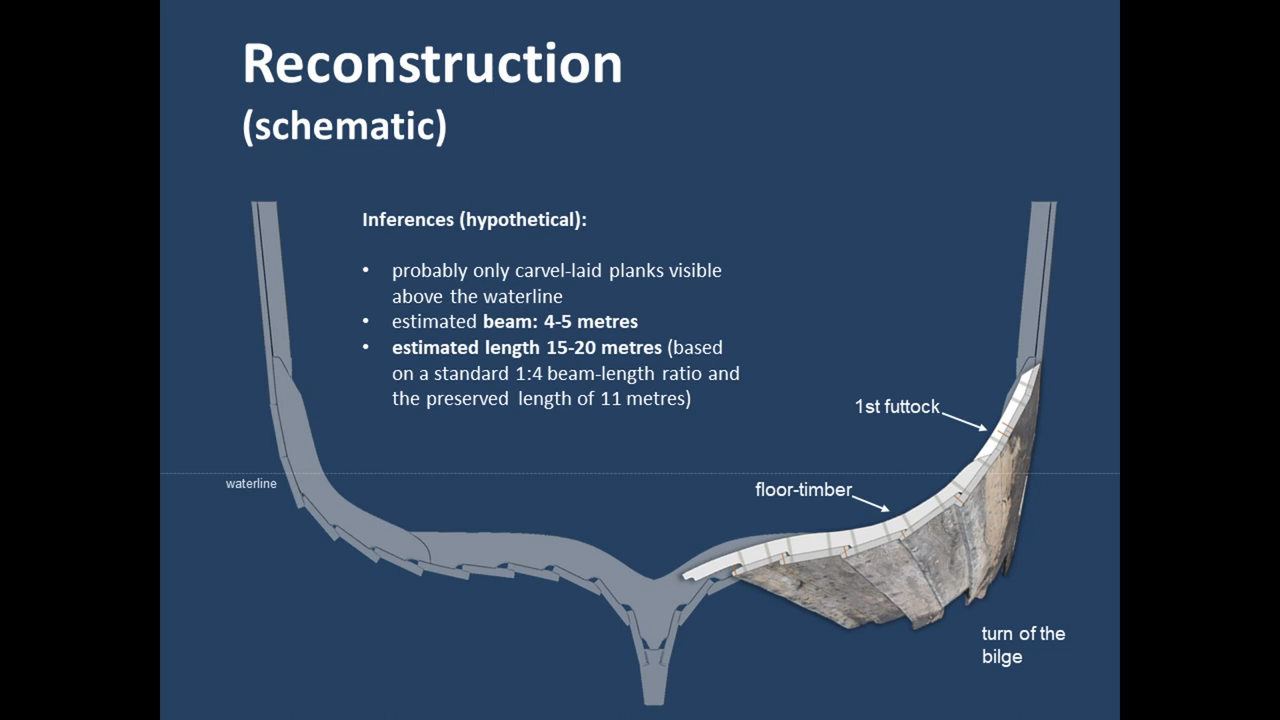 Reconstruction
(schematic)
Inferences (hypothetical):
• probably only carvel-laid planks visible
above the waterline
• estimated beam: 4-5 metres
• estimated length 15-20 metres (based
on a standard 1:4 beam-length ratio and
the preserved length of 11 metres)
1st futtock
waterline
floor-timber
turn of the
bilge